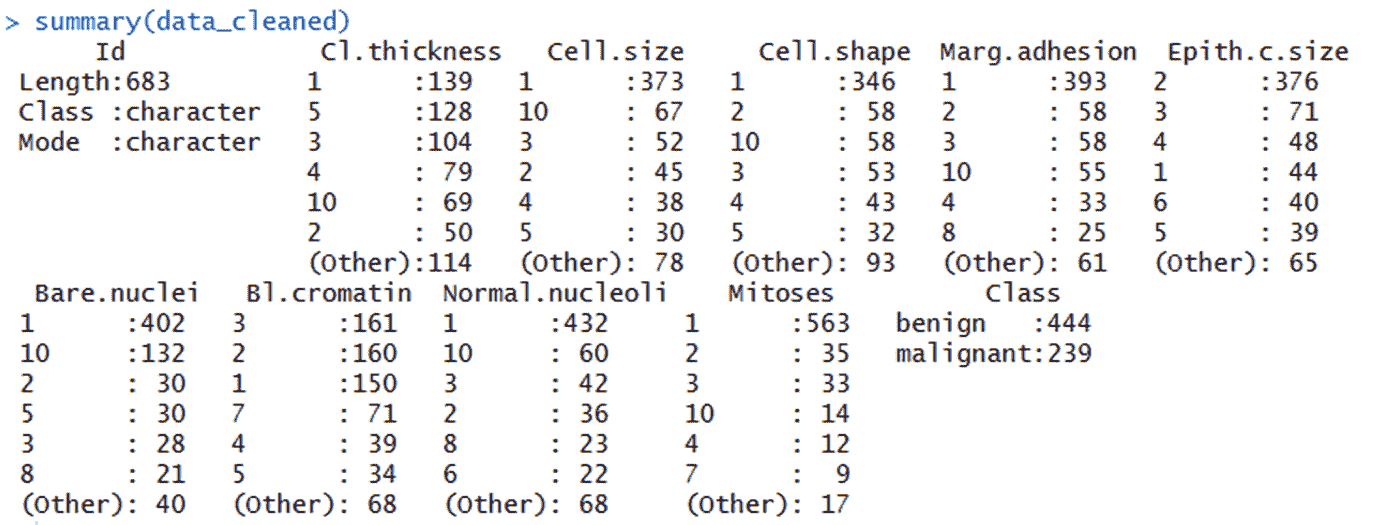 > summary(data_cleaned)
Id Cl.thickness Cell.size Cell.shape Marg.adhesion Epith.c.size
Length:683 1 :139 1 :373 1 :346 1 :393 2 :376
Class :character 5 :128 10 : 67 2 : 58 2 : 58 3 : 71
Mode :character 3 :104 3 : 52 10 : 58 3 : 58 4 : 48
4 : 79 2 : 45 3 : 53 10 : 55 1 : 44
10 : 69 4 : 38 4 : 43 4 : 33 6 : 40
2 : 50 5 : 30 5 : 32 8 : 25 5 : 39
(Other):114 (Other): 78 (Other): 93 (Other): 61 (Other): 65
Bare.nuclei Bl.cromatin Normal.nucleoli Mitoses Class
1 :402 3 :161 1 :432 1 :563 benign :444
10 :132 2 :160 10 : 60 2 : 35 malignant:239
2 : 30 1 :150 3 : 42 3 : 33
5 : 30 7 : 71 2 : 36 10 : 14
3 : 28 4 : 39 8 : 23 4 : 12
8 : 21 5 : 34 6 : 22 7 : 9
(Other): 40 (Other): 68 (Other): 68 (Other): 17